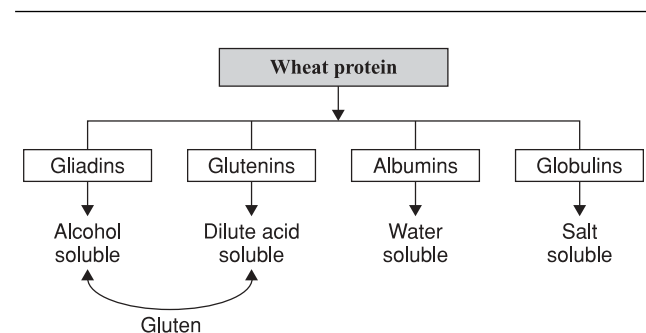 Wheat protein
Gliadins Glutenins Albumins Globulins
Alcohol Dilute acid Water Salt
soluble soluble soluble soluble
Gluten